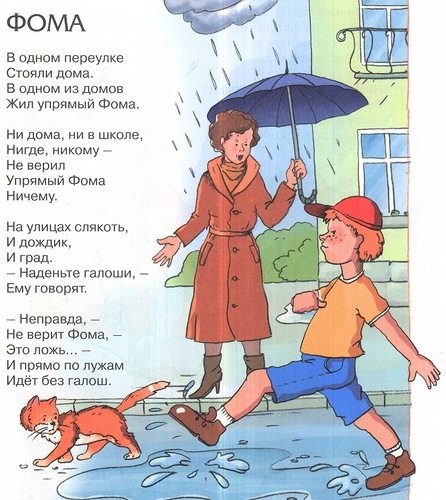 ФОМА
В одном переулке
Стояли дома.
В одном из домов
Жил упрямый Фома.
Ни дома, ни в школе,
Нигде, никому –
Не верил
Упрямый Фома
Ничему.
На улицах слякоть,
И дождик,
И град.
– Наденьте галоши, –
Ему говорят.
– Неправда, –
Не верит Фома, –
Это ложь... –
И прямо по лужам
Идёт без галош.